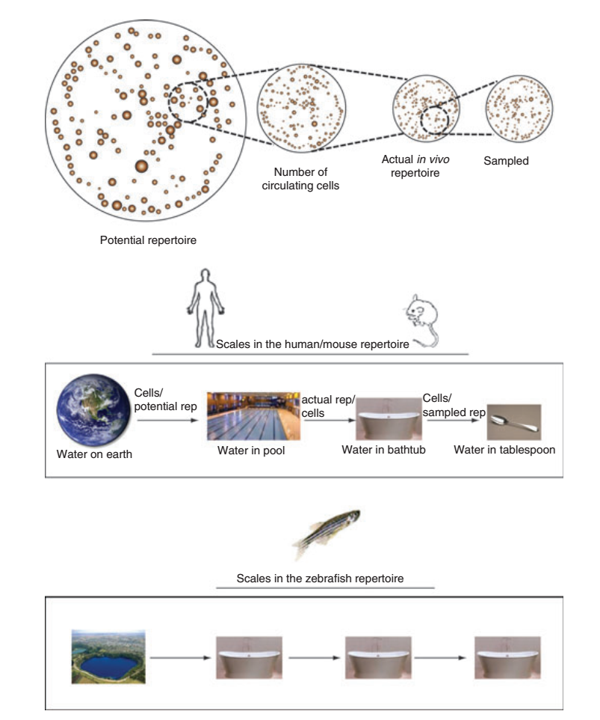 Number of
circulating cells
Actual in vivo
repertoire
Sampled
Potential repertoire
Scales in the human/mouse repertoire
Cells/
potential rep
actual rep/
cells
Cells/
sampled rep
Water on earth
Water in pool
Water in bathtub
Water in tablespoon
Scales in the zebrafish repertoire